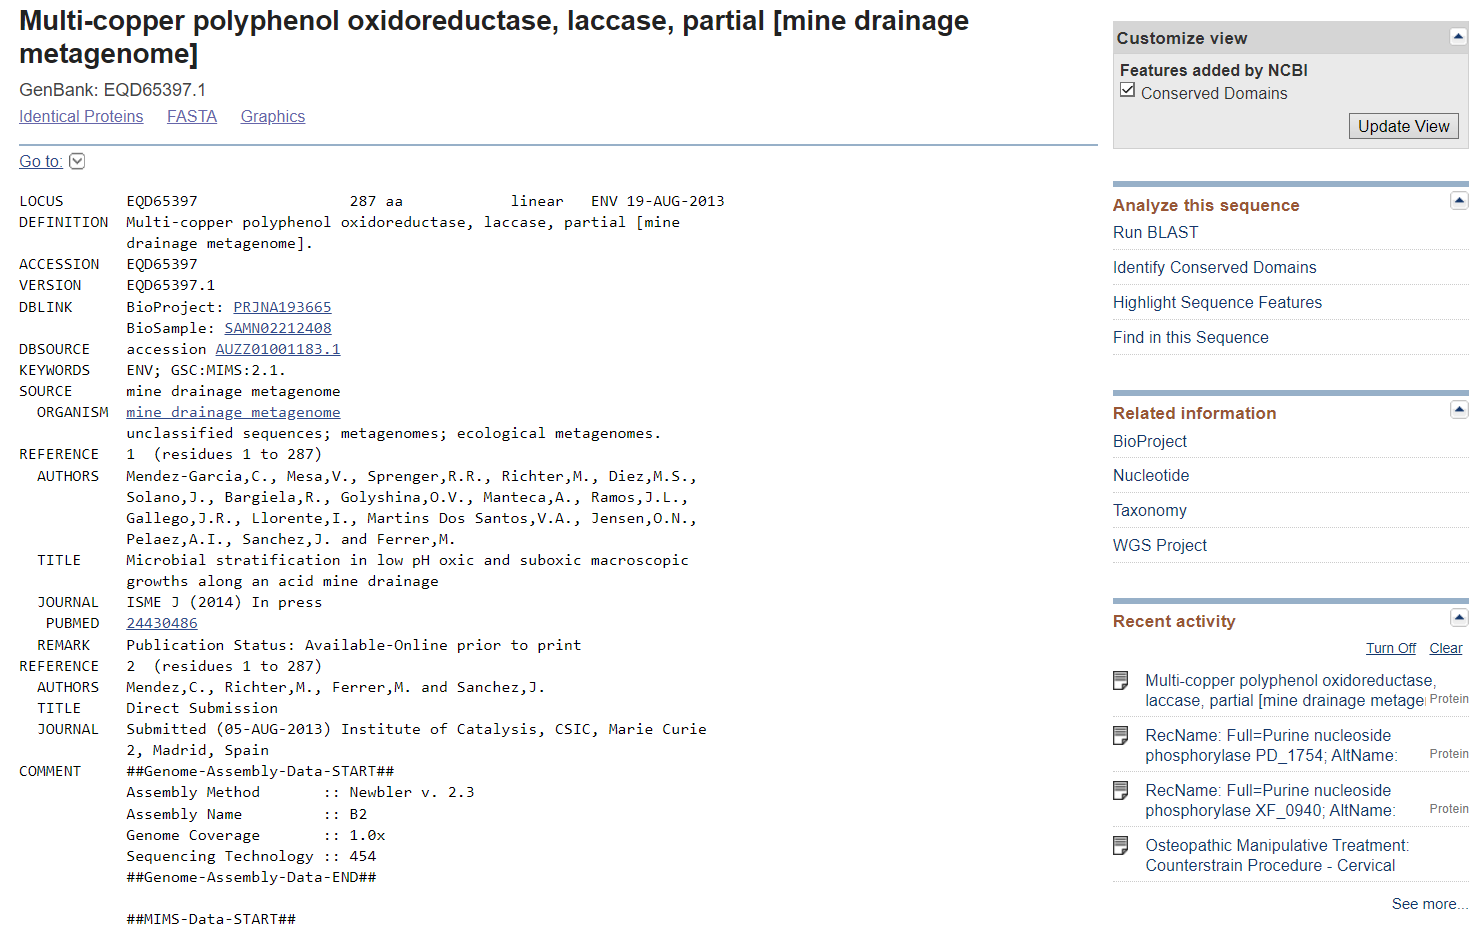 Multi-copper polyphenol oxidoreductase, laccase, partial [mine drainage
metagenome]
GenBank: EQD65397.1
Identical Proteins FASTA Graphics
Go to:
LOCUS EQD65397 287 aa linear ENV 19-AUG-2013
DEFINITION Multi-copper polyphenol oxidoreductase, laccase, partial [mine
drainage metagenome].
ACCESSION EQD65397
VERSION EQD65397.1
DBLINK BioProject: PRJNA193665
BioSample: SAMN02212408
DBSOURCE accession AUZZ01001183.1
KEYWORDS ENV; GSC:MIMS:2.1.
SOURCE mine drainage metagenome
ORGANISM mine drainage metagenome
unclassified sequences; metagenomes; ecological metagenomes.
REFERENCE 1 (residues 1 to 287)
AUTHORS Mendez-Garcia,C., Mesa,V., Sprenger,R.R., Richter,M., Diez,M.S.,
Solano,J., Bargiela,R., Golyshina,O.V., Manteca,A., Ramos,J.L.,
Gallego,J.R., Llorente,I., Martins Dos Santos,V.A., Jensen,O.N.,
Pelaez,A.I., Sanchez,J. and Ferrer,M.
TITLE Microbial stratification in low pH oxic and suboxic macroscopic
growths along an acid mine drainage
JOURNAL ISME J (2014) In press
PUBMED 24430486
REMARK Publication Status: Available-Online prior to print
REFERENCE 2 (residues 1 to 287)
AUTHORS Mendez,C., Richter,M., Ferrer,M. and Sanchez,J.
TITLE Direct Submission
JOURNAL Submitted (05-AUG-2013) Institute of Catalysis, CSIC, Marie Curie
2, Madrid, Spain
COMMENT ##Genome-Assembly-Data-START##
Assembly Method :: Newbler v. 2.3
Assembly Name :: B2
Genome Coverage :: 1.0x
Sequencing Technology :: 454
##Genome-Assembly-Data-END##
##MIMS-Data-START##
Customize view
Features added by NCBI
Conserved Domains
Update View
Analyze this sequence
Run BLAST
Identify Conserved Domains
Highlight Sequence Features
Find in this Sequence
Related information
BioProject
Nucleotide
Taxonomy
WGS Project
Recent activity
Turn Off Clear
Multi-copper polyphenol oxidoreductase,
laccase, partial [mine drainage metage Protein
RecName: Full=Purine nucleoside
phosphorylase PD_1754; AltName: Protein
RecName: Full=Purine nucleoside
phosphorylase XF_0940; AltName: Protein
Osteopathic Manipulative Treatment:
Counterstrain Procedure - Cervical
See more...